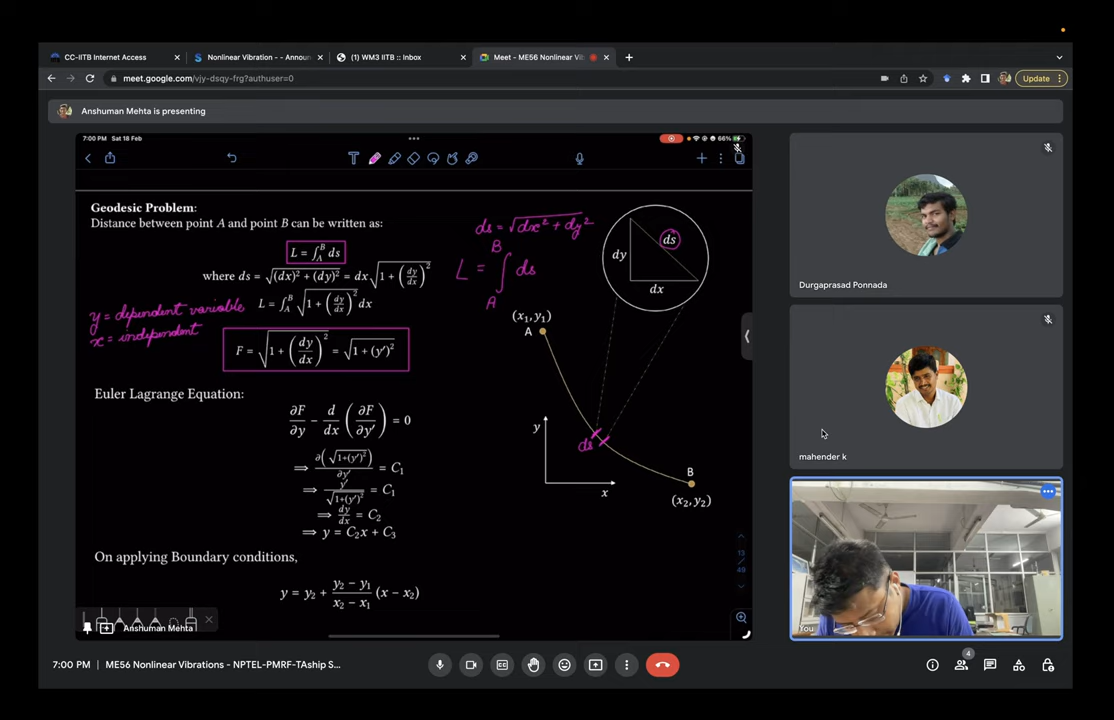 CC-IITB Internet Access
Nonlinear Vibration - - Announ
(1) WM3 IITB :: Inbox
Meet - ME56 Nonlinear Vib
meet.google.com/vjy-dsqy-frg?authuser=0
Update
Anshuman Mehta is presenting
7:00 PM Sat 18 Feb
66%
Geodesic Problem:
Distance between point A and point B can be written as:
L = ∫_A^B ds
where ds = √((dx)² + (dy)²) = dx√(1 + (dy/dx)²)
L = ∫_A^B √(1 + (dy/dx)²) dx
y = dependent variable
x = independent
F = √(1 + (dy/dx)²) = √(1 + (y′)²)
Euler Lagrange Equation:
∂F/∂y − d/dx (∂F/∂y′) = 0
⟹ ∂(√(1+(y′)²))/∂y′ = C₁
⟹ y′/√(1+(y′)²) = C₁
⟹ dy/dx = C₂
⟹ y = C₂x + C₃
On applying Boundary conditions,
y = y₂ + (y₂ − y₁)/(x₂ − x₁) (x − x₂)
ds = √(dx² + dy²)
L = ∫_A^B ds
dy
ds
dx
(x₁, y₁)
A
ds
y
x
B
(x₂, y₂)
13
/
49
Anshuman Mehta
Durgaprasad Ponnada
mahender k
You
7:00 PM | ME56 Nonlinear Vibrations - NPTEL-PMRF-TAship S...
4